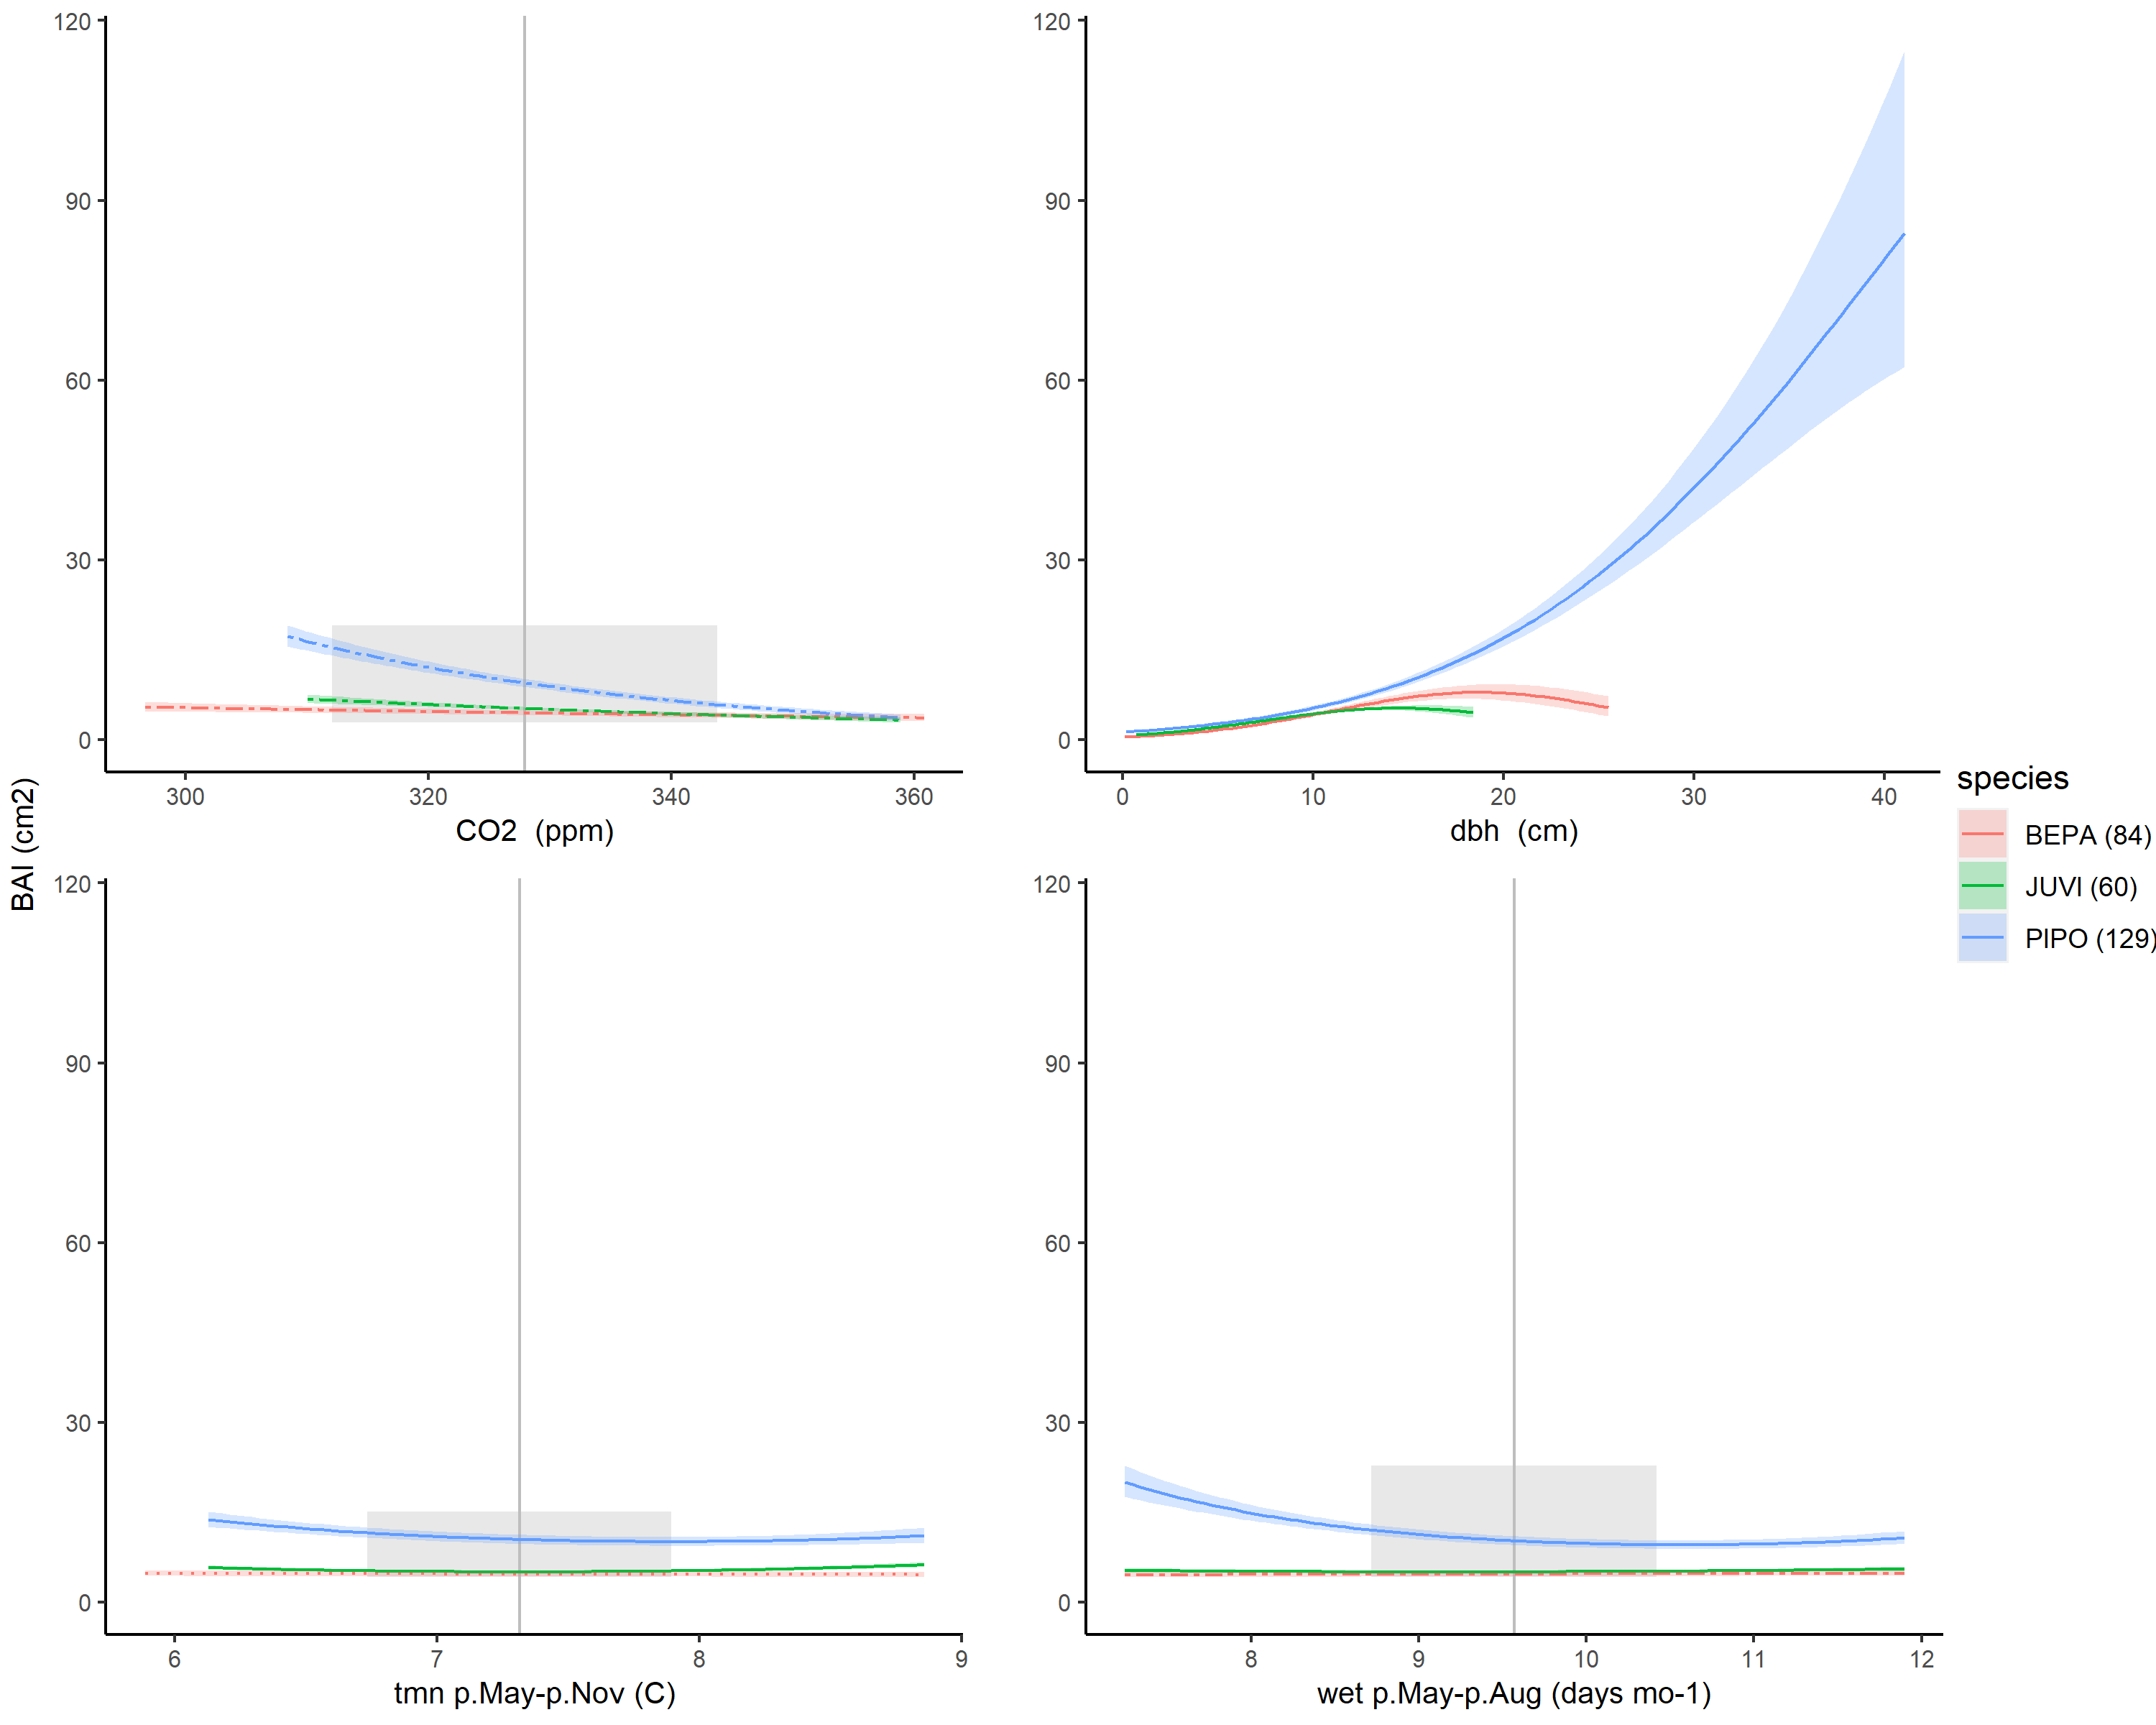 120
90
60
30
0
300 320 340 360
CO2 (ppm)
120
90
60
30
0
0 10 20 30 40
dbh (cm)
BAI (cm2)
120
90
60
30
0
6 7 8 9
tmn p.May-p.Nov (C)
120
90
60
30
0
8 9 10 11 12
wet p.May-p.Aug (days mo-1)
species
BEPA (84)
JUVI (60)
PIPO (129)